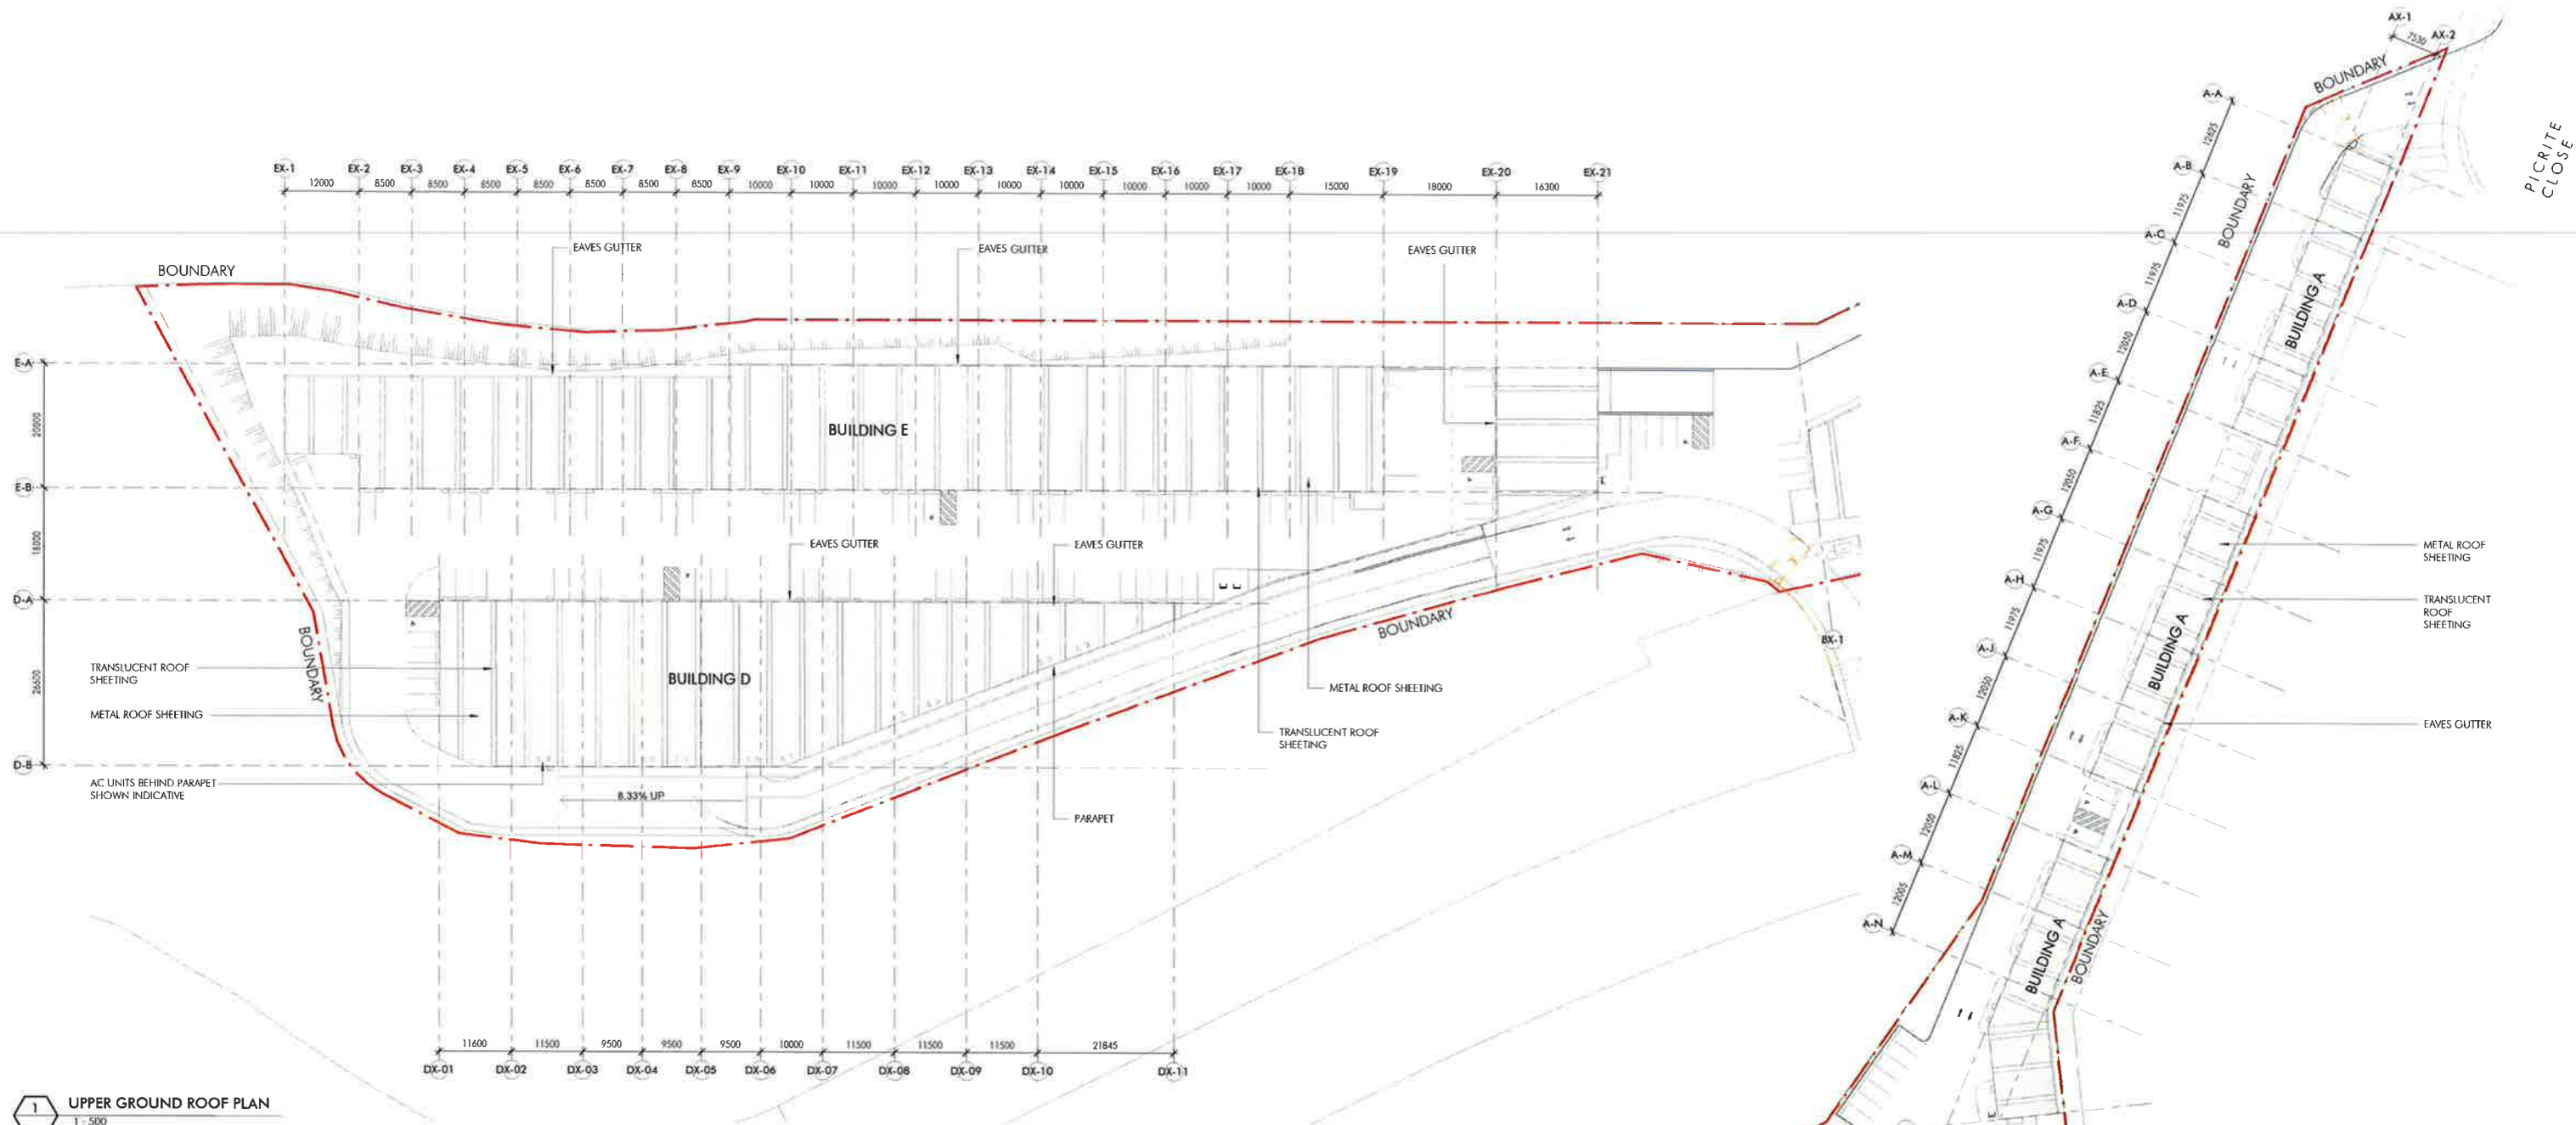 AX-1
7530
AX-2
BOUNDARY
PICRITE
CLOSE
A-A
12625
A-B
11975
A-C
11975
A-D
12050
A-E
11825
A-F
12050
A-G
11975
A-H
11975
A-J
12050
A-K
11825
A-L
12050
A-M
12005
A-N
BOUNDARY
BUILDING A
BUILDING A
BUILDING A
BOUNDARY
METAL ROOF
SHEETING
TRANSLUCENT
ROOF
SHEETING
EAVES GUTTER
EX-1
EX-2
EX-3
EX-4
EX-5
EX-6
EX-7
EX-8
EX-9
EX-10
EX-11
EX-12
EX-13
EX-14
EX-15
EX-16
EX-17
EX-18
EX-19
EX-20
EX-21
12000
8500
8500
8500
8500
8500
8500
8500
10000
10000
10000
10000
10000
10000
10000
10000
10000
15000
18000
16300
EAVES GUTTER
EAVES GUTTER
EAVES GUTTER
BOUNDARY
E-A
20000
E-B
18000
D-A
26600
D-B
BUILDING E
EAVES GUTTER
EAVES GUTTER
BOUNDARY
BOUNDARY
BX-1
TRANSLUCENT ROOF
SHEETING
METAL ROOF SHEETING
BUILDING D
METAL ROOF SHEETING
TRANSLUCENT ROOF
SHEETING
AC UNITS BEHIND PARAPET
SHOWN INDICATIVE
8.33% UP
PARAPET
11600
11500
9500
9500
9500
10000
11500
11500
11500
21845
DX-01
DX-02
DX-03
DX-04
DX-05
DX-06
DX-07
DX-08
DX-09
DX-10
DX-11
1
UPPER GROUND ROOF PLAN
1 : 500